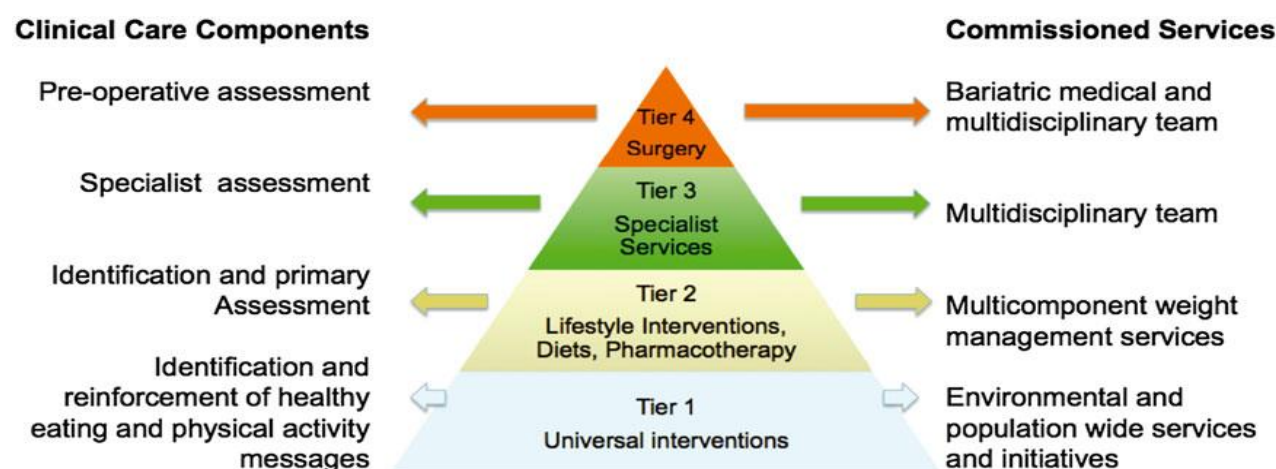 Clinical Care Components
Commissioned Services
Pre-operative assessment
Tier 4
Surgery
Bariatric medical and
multidisciplinary team
Specialist assessment
Tier 3
Specialist
Services
Multidisciplinary team
Identification and primary
Assessment
Tier 2
Lifestyle Interventions,
Diets, Pharmacotherapy
Multicomponent weight
management services
Identification and
reinforcement of healthy
eating and physical activity
messages
Tier 1
Universal interventions
Environmental and
population wide services
and initiatives